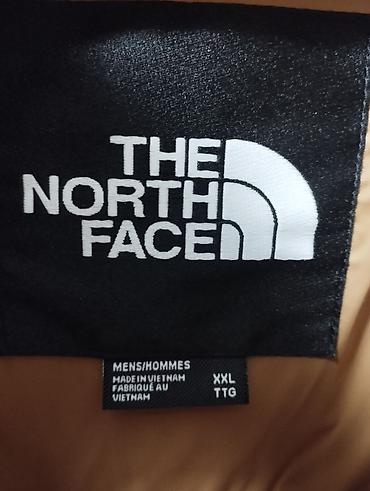 THE
NORTH
FACE
MENS/HOMMES
MADE IN VIETNAM
FABRIQUÉ AU
VIETNAM
XXL
TTG